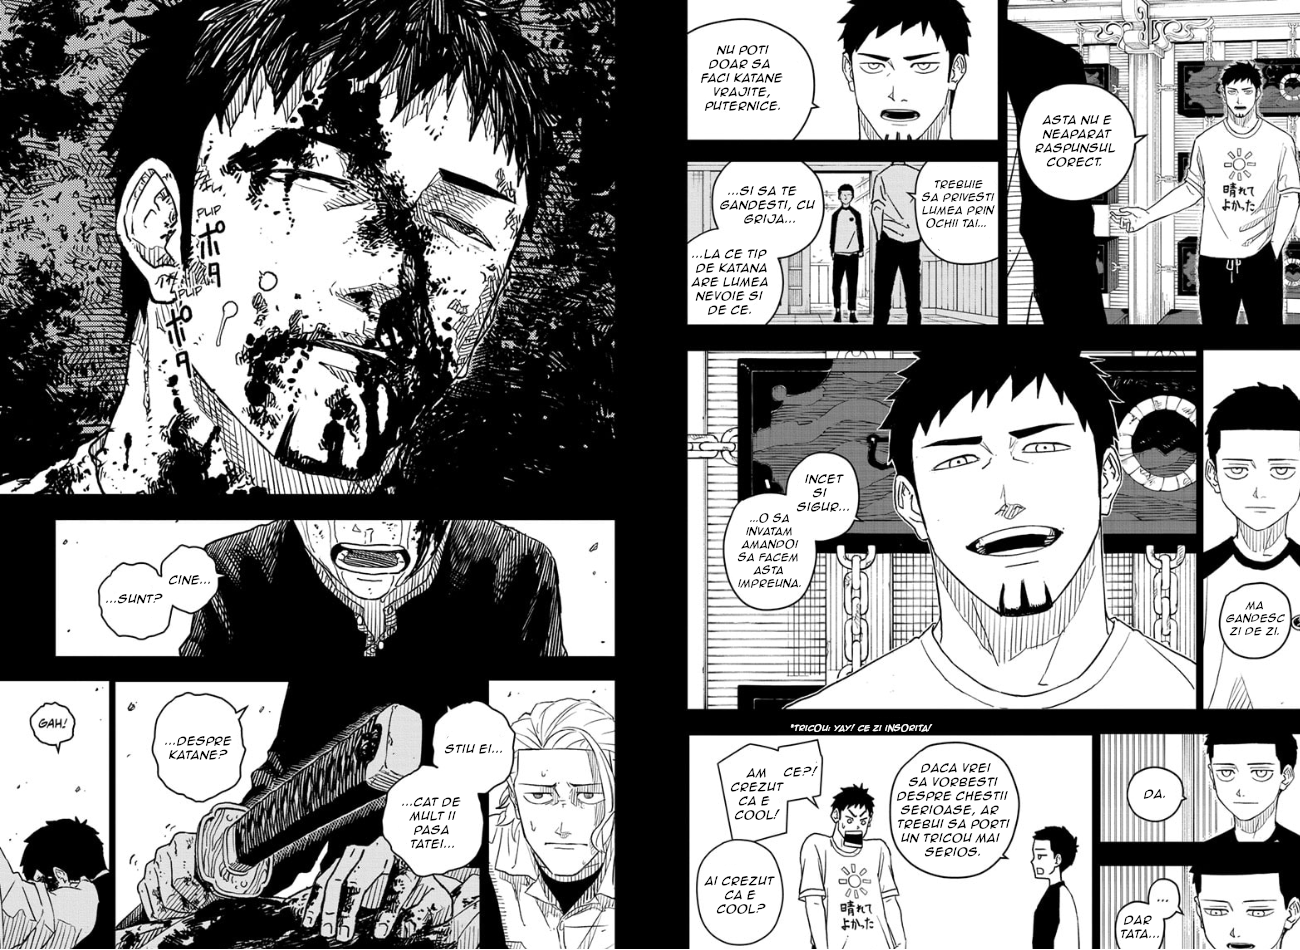 ASTA NU E
NEAPARAT
RASPUNSUL
CORECT.
晴れて
よかった
NU POTI
DOAR SA
FACI KATANE
VRAJITE,
PUTERNICE.
TREBUIE
SA PRIVESTI
LUMEA PRIN
OCHII TAI...
...SI SA TE
GANDESTI, CU
GRIJA...
...LA CE TIP
DE KATANA
ARE LUMEA
NEVOIE SI
DE CE.
MA
GANDESC
ZI DE ZI.
INCET
SI
SIGUR...
...O SA
INVATAM
AMANDOI
SA FACEM
ASTA
IMPREUNA.
*TRICOU: YAY! CE ZI INSORITA!
DA.
...
DAR
TATA...
DACA VREI
SA VORBESTI
DESPRE CHESTII
SERIOASE, AR
TREBUI SA PORTI
UN TRICOU MAI
SERIOS.
CE?!
AM
CREZUT
CA E
COOL!
AI CREZUT
CA E
COOL?
晴れて
よかった
PLIP
ポタ
PLIP
ポタ
CINE...
...SUNT?
STIU EI...
...CAT DE
MULT II
PASA
TATEI...
...DESPRE
KATANE?
GAH!